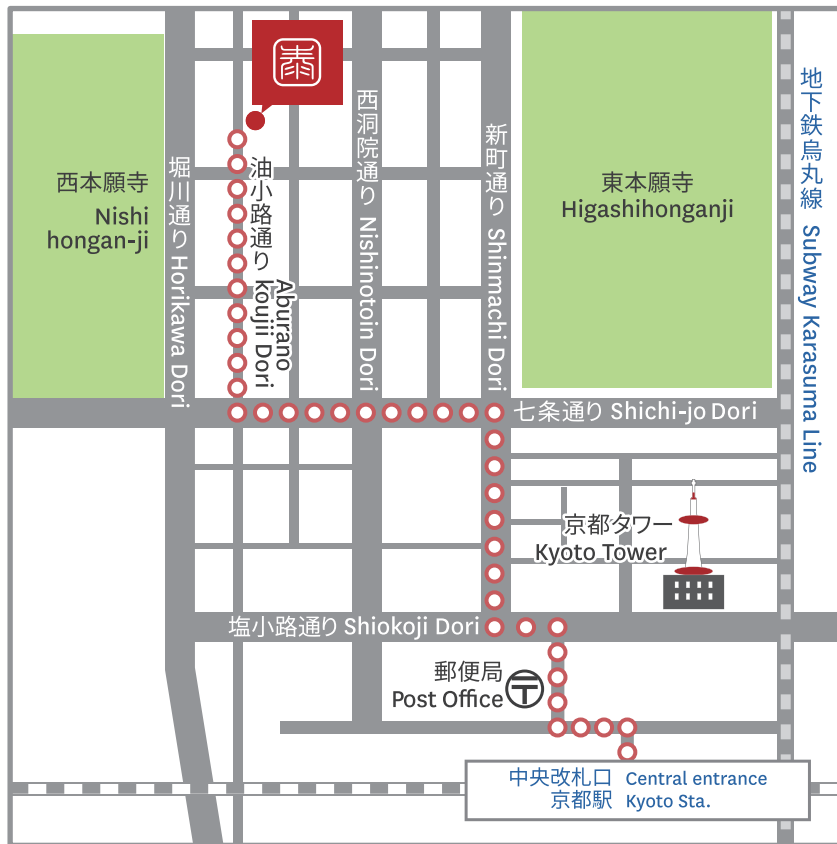 泰
西本願寺
Nishi
hongan-ji
堀川通り Horikawa Dori
油小路通り
Aburano
koujii Dori
西洞院通り Nishinotoin Dori
新町通り Shinmachi Dori
東本願寺
Higashihonganji
地下鉄烏丸線 Subway Karasuma Line
七条通り Shichi-jo Dori
京都タワー
Kyoto Tower
塩小路通り Shiokoji Dori
郵便局
Post Office
〒
中央改札口 Central entrance
京都駅 Kyoto Sta.